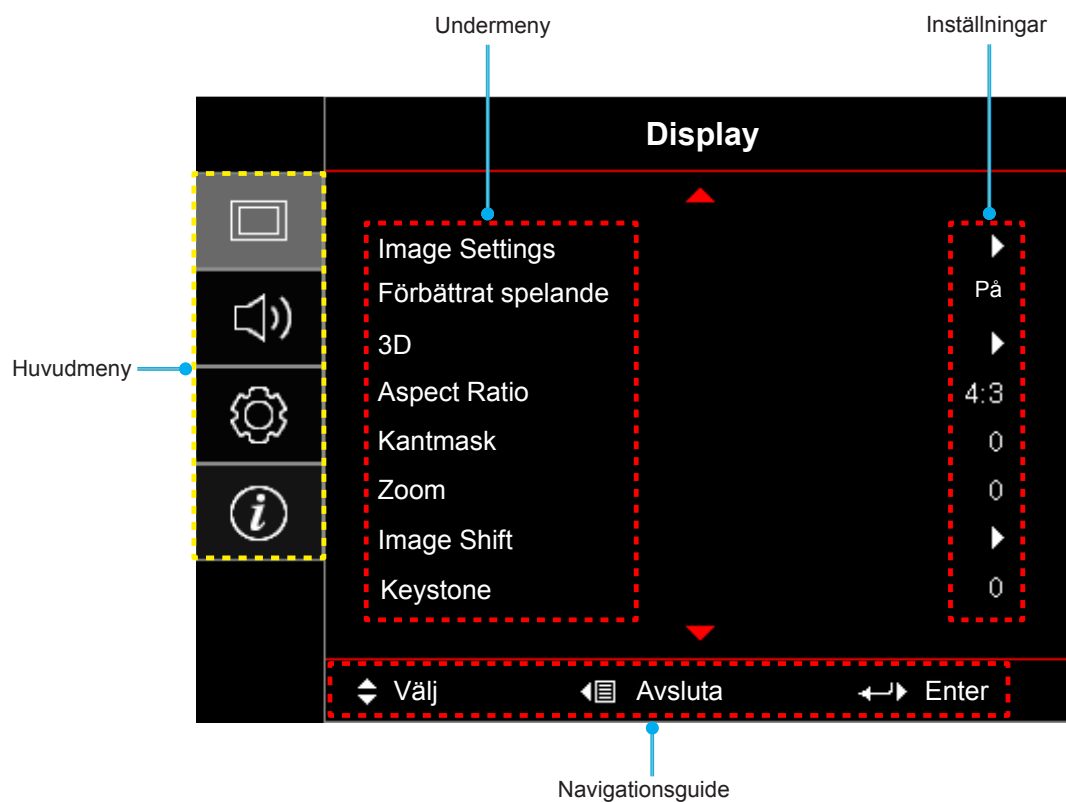 Undermeny
Inställningar
Display
Image Settings
Förbättrat spelande På
3D
Huvudmeny
Aspect Ratio 4:3
Kantmask 0
Zoom 0
Image Shift
Keystone 0
Välj Avsluta Enter
Navigationsguide